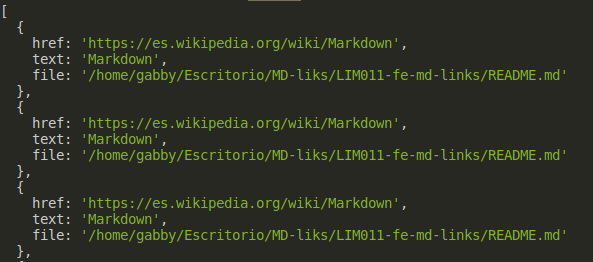 [
  {
    href: 'https://es.wikipedia.org/wiki/Markdown',
    text: 'Markdown',
    file: '/home/gabby/Escritorio/MD-liks/LIM011-fe-md-links/README.md'
  },
  {
    href: 'https://es.wikipedia.org/wiki/Markdown',
    text: 'Markdown',
    file: '/home/gabby/Escritorio/MD-liks/LIM011-fe-md-links/README.md'
  },
  {
    href: 'https://es.wikipedia.org/wiki/Markdown',
    text: 'Markdown',
    file: '/home/gabby/Escritorio/MD-liks/LIM011-fe-md-links/README.md'
  },